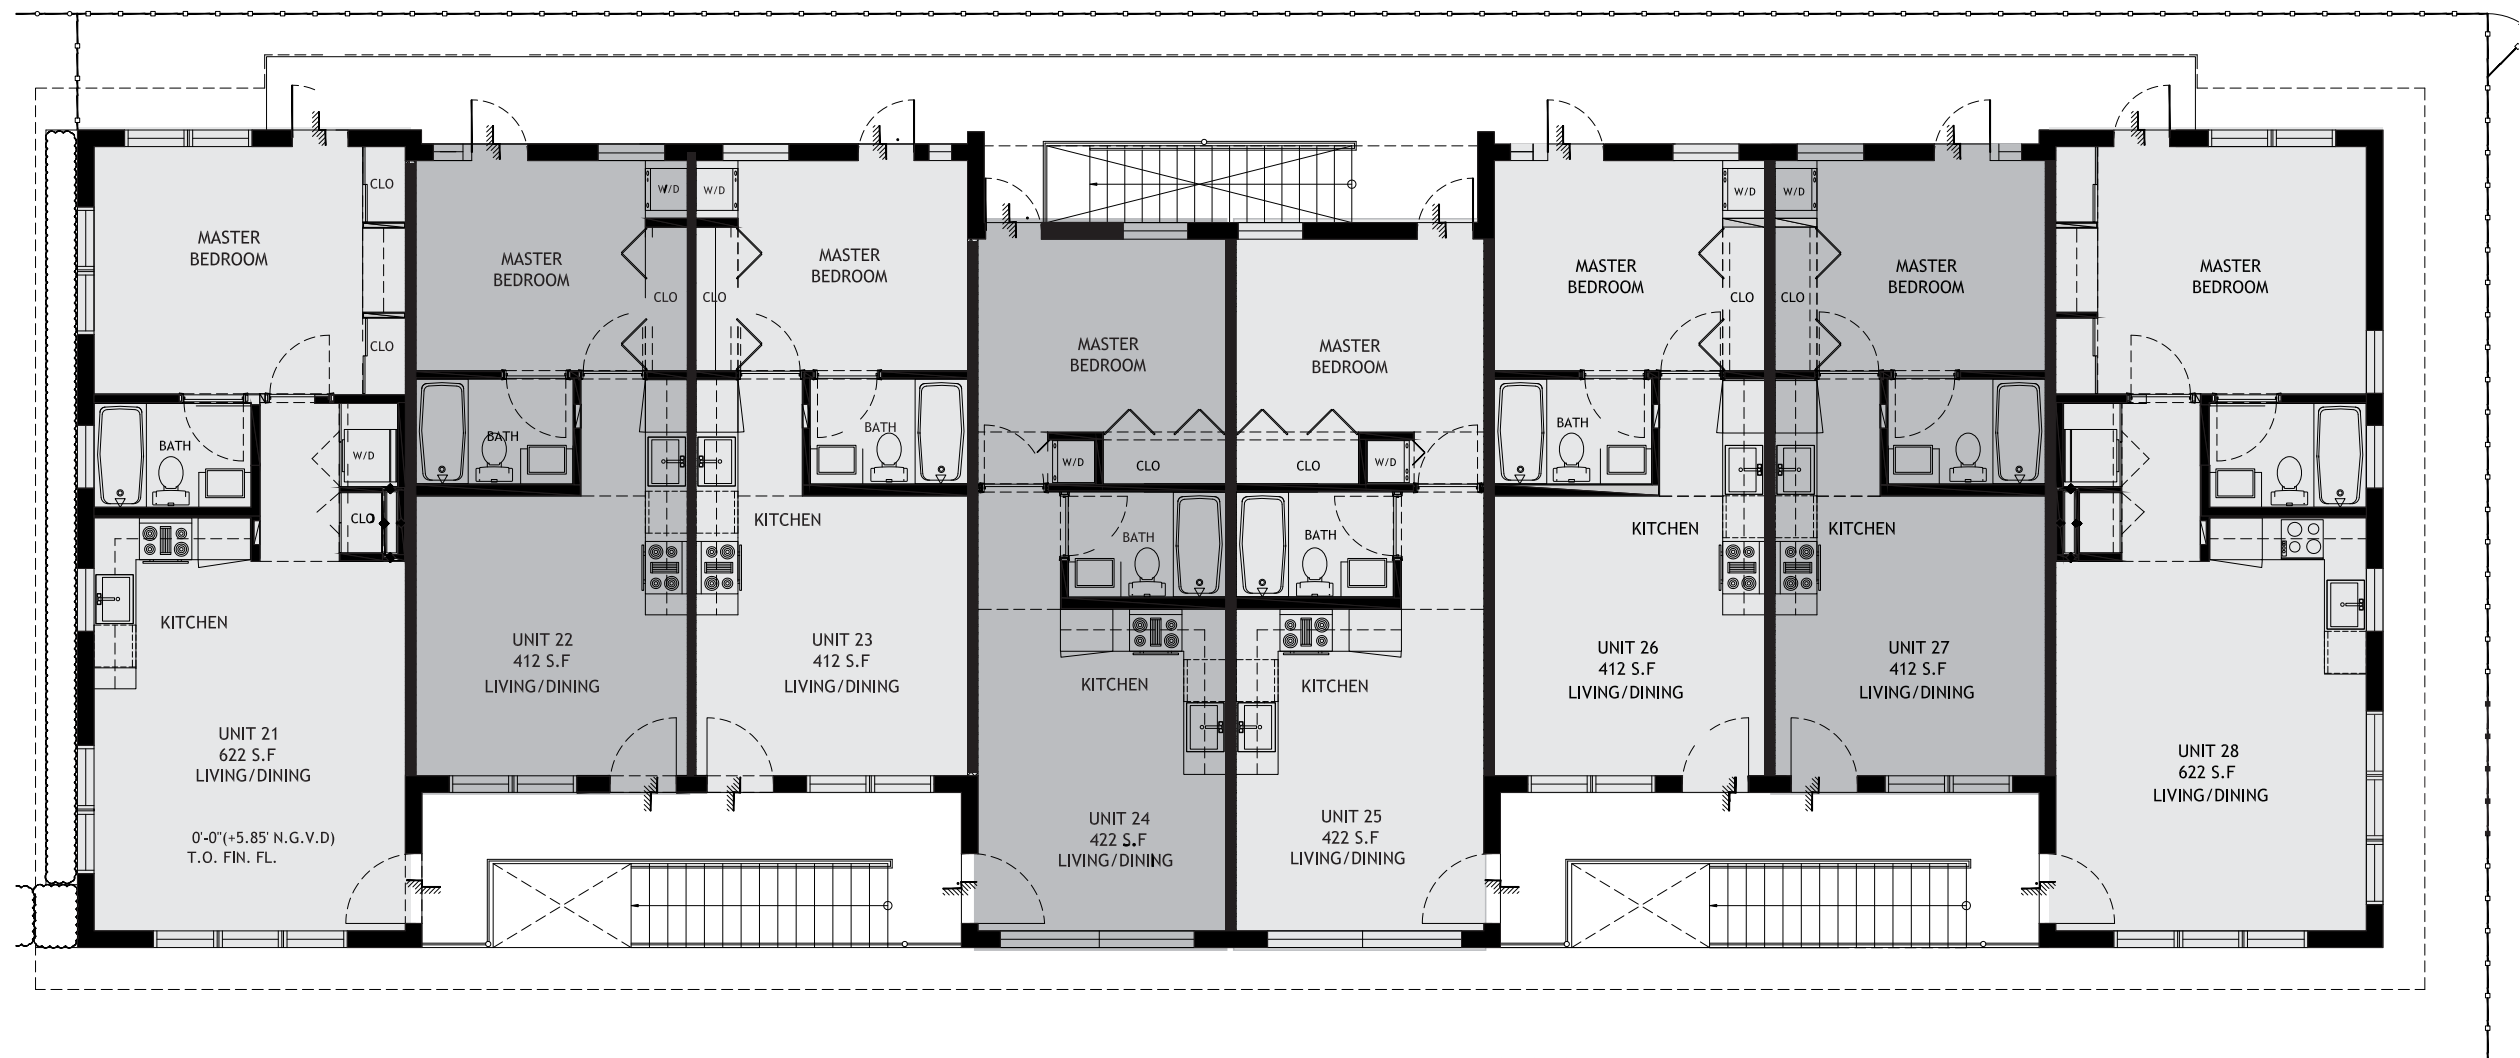 MASTER
BEDROOM
CLO
CLO
BATH
W/D
CLO
KITCHEN
UNIT 21
622 S.F
LIVING/DINING
0'-0"(+5.85' N.G.V.D)
T.O. FIN. FL.
W/D
MASTER
BEDROOM
CLO
BATH
UNIT 22
412 S.F
LIVING/DINING
W/D
MASTER
BEDROOM
CLO
BATH
KITCHEN
UNIT 23
412 S.F
LIVING/DINING
MASTER
BEDROOM
W/D
CLO
BATH
KITCHEN
UNIT 24
422 S.F
LIVING/DINING
MASTER
BEDROOM
CLO
W/D
BATH
KITCHEN
UNIT 25
422 S.F
LIVING/DINING
W/D
MASTER
BEDROOM
CLO
BATH
KITCHEN
UNIT 26
412 S.F
LIVING/DINING
W/D
MASTER
BEDROOM
CLO
KITCHEN
UNIT 27
412 S.F
LIVING/DINING
MASTER
BEDROOM
UNIT 28
622 S.F
LIVING/DINING